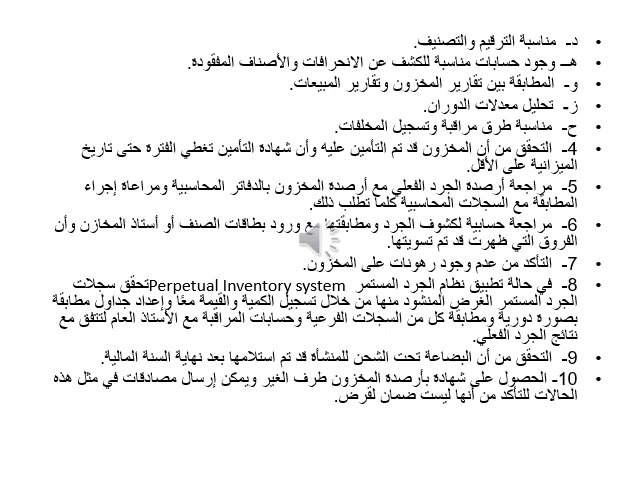 د- مناسبة الترقيم والتصنيف.
هـ- وجود حسابات مناسبة للكشف عن الانحرافات والأصناف المفقودة.
و- المطابقة بين تقارير المخزون وتقارير المبيعات.
ز- تحليل معدلات الدوران.
ح- مناسبة طرق مراقبة وتسجيل المخلفات.
4- التحقق من أن المخزون قد تم التأمين عليه وأن شهادة التأمين تغطي الفترة حتى تاريخ
الميزانية على الأقل.
5- مراجعة أرصدة الجرد الفعلي مع أرصدة المخزون بالدفاتر المحاسبية ومراعاة إجراء
المطابقة مع السجلات المحاسبية كلما تطلب ذلك.
6- مراجعة حسابية لكشوف الجرد ومطابقتها مع ورود بطاقات الصنف أو أستاذ المخازن وأن
الفروق التي ظهرت قد تم تسويتها.
7- التأكد من عدم وجود رهونات على المخزون.
8- في حالة تطبيق نظام الجرد المستمر Perpetual Inventory system تحقق سجلات
الجرد المستمر الغرض المنشود منها من خلال تسجيل الكمية والقيمة معًا وإعداد جداول مطابقة
بصورة دورية ومطابقة كل من السجلات الفرعية وحسابات المراقبة مع الأستاذ العام لتتفق مع
نتائج الجرد الفعلي.
9- التحقق من أن البضاعة تحت الشحن للمنشأة قد تم استلامها بعد نهاية السنة المالية.
10- الحصول على شهادة بأرصدة المخزون طرف الغير ويمكن إرسال مصادقات في مثل هذه
الحالات للتأكد من أنها ليست ضمان لقرض.